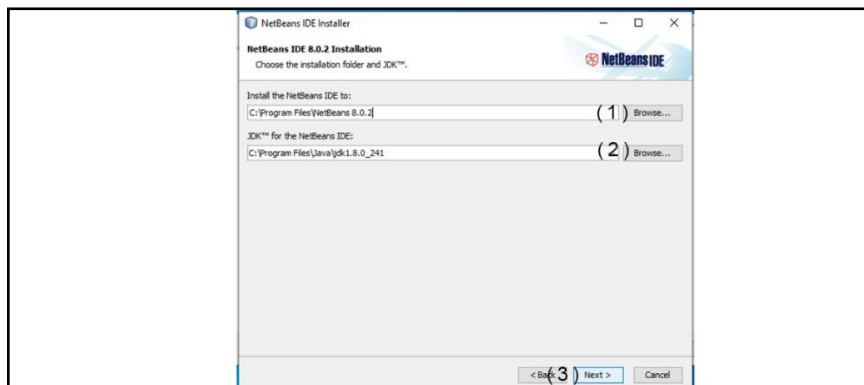 NetBeans IDE Installer
NetBeans IDE 8.0.2 Installation
Choose the installation folder and JDK™.
NetBeans IDE
Install the NetBeans IDE to:
C:\Program Files\NetBeans 8.0.2
(1) Browse...
JDK™ for the NetBeans IDE:
C:\Program Files\Java\jdk1.8.0_241
(2) Browse...
< Back (3) Next > Cancel